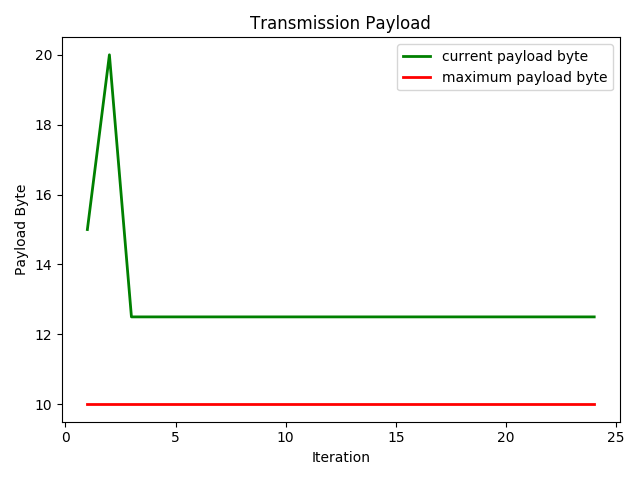 Transmission Payload
current payload byte
maximum payload byte
20
18
16
14
12
10
Payload Byte
0 5 10 15 20 25
Iteration